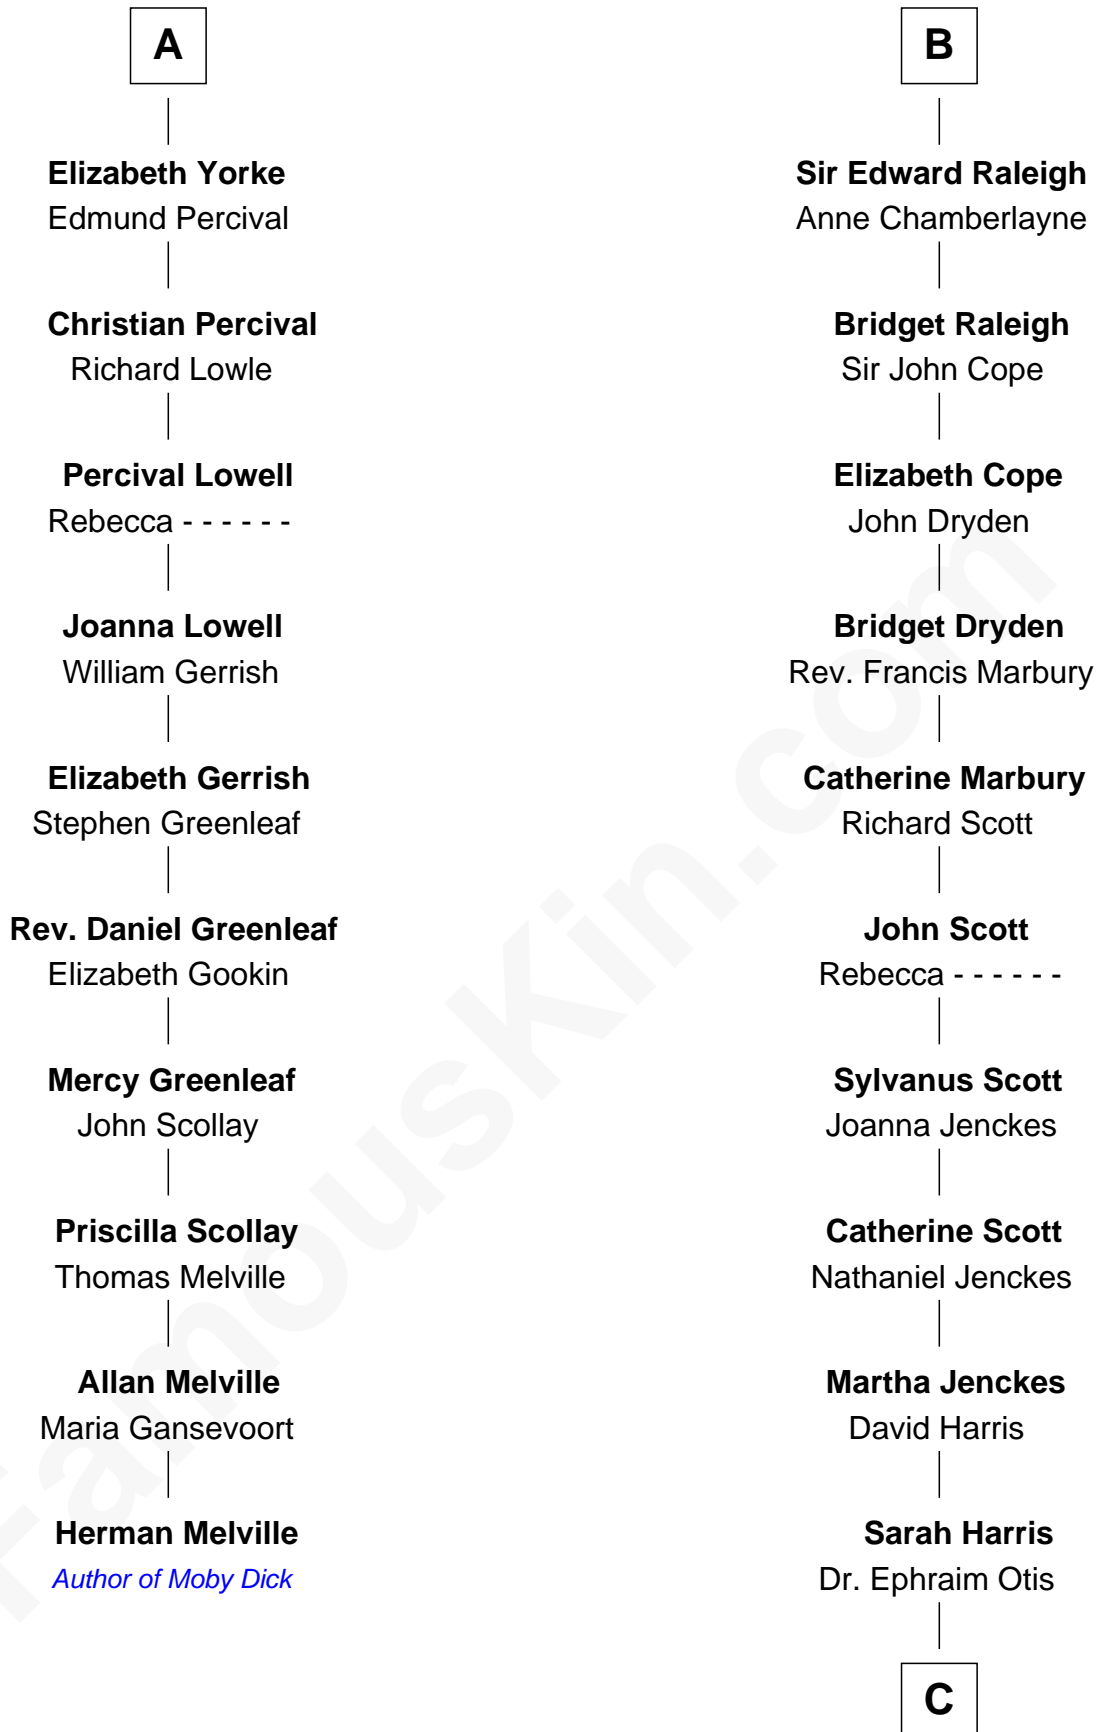 A
Elizabeth Yorke
Edmund Percival
Christian Percival
Richard Lowle
Percival Lowell
Rebecca - - - - - -
Joanna Lowell
William Gerrish
Elizabeth Gerrish
Stephen Greenleaf
Rev. Daniel Greenleaf
Elizabeth Gookin
Mercy Greenleaf
John Scollay
Priscilla Scollay
Thomas Melville
Allan Melville
Maria Gansevoort
Herman Melville
Author of Moby Dick
B
Sir Edward Raleigh
Anne Chamberlayne
Bridget Raleigh
Sir John Cope
Elizabeth Cope
John Dryden
Bridget Dryden
Rev. Francis Marbury
Catherine Marbury
Richard Scott
John Scott
Rebecca - - - - - -
Sylvanus Scott
Joanna Jenckes
Catherine Scott
Nathaniel Jenckes
Martha Jenckes
David Harris
Sarah Harris
Dr. Ephraim Otis
C
FamousKin.com